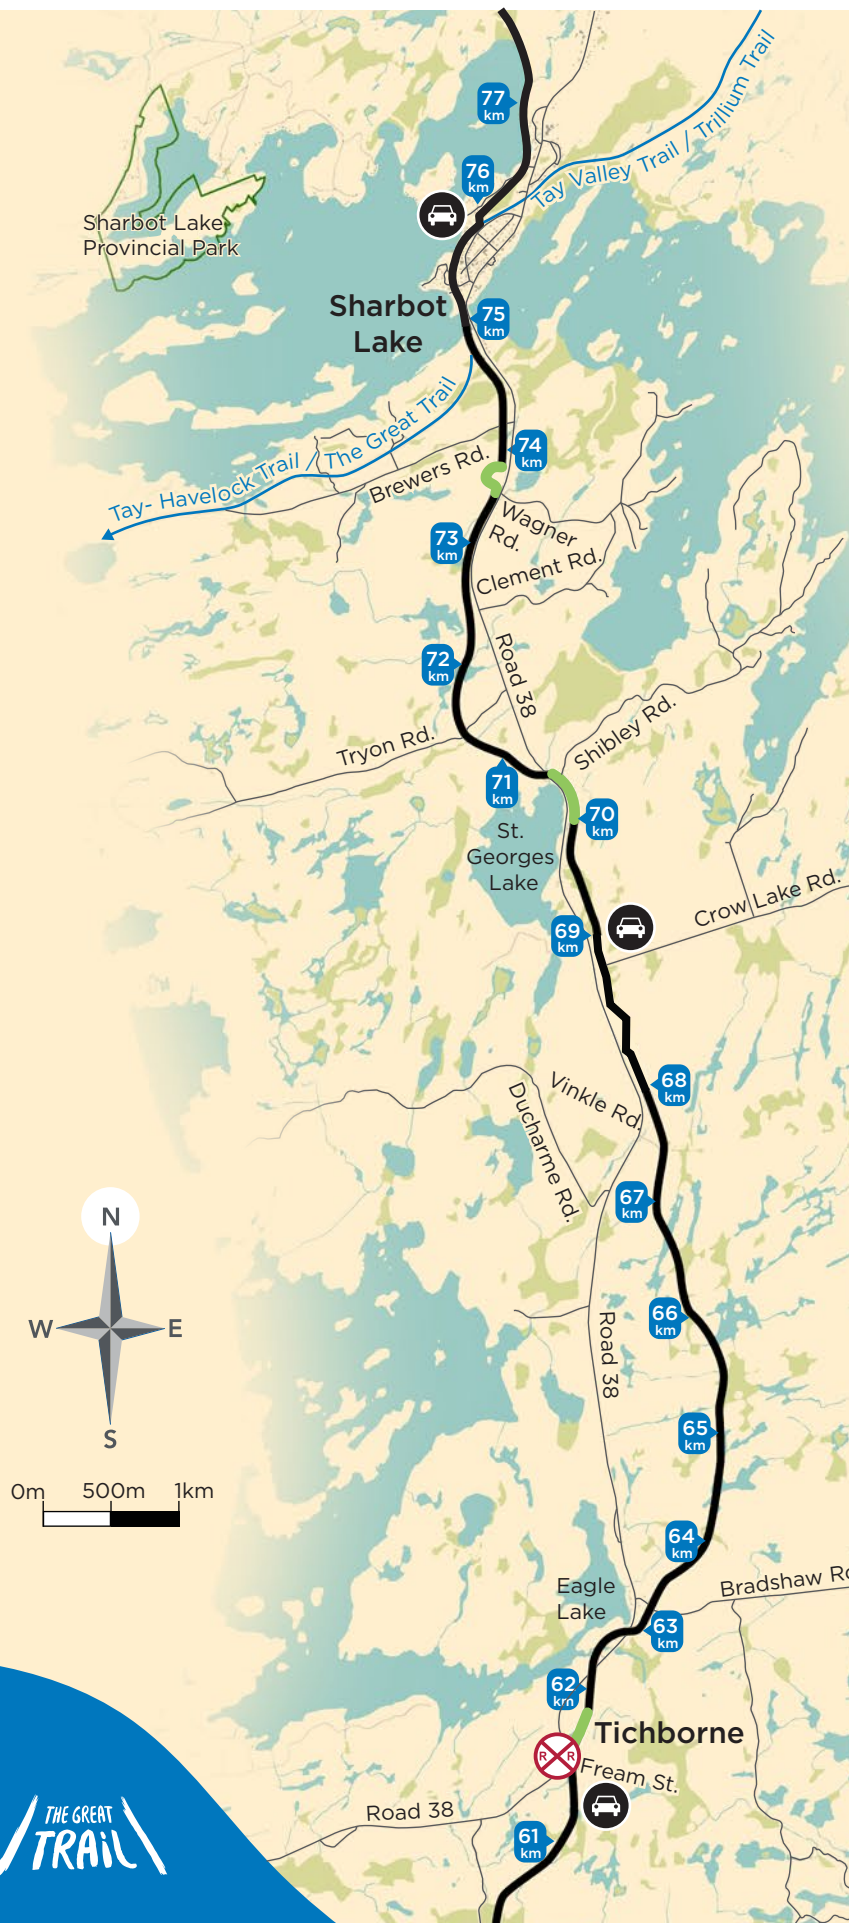 77
km
Tay Valley Trail / Trillium Trail
76
km
Sharbot Lake
Provincial Park
Sharbot
Lake
75
km
Tay- Havelock Trail / The Great Trail
74
km
Brewers Rd.
Wagner
Rd.
73
km
Clement Rd.
72
km
Road 38
Shibley Rd.
Tryon Rd.
71
km
70
km
St.
Georges
Lake
Crow Lake Rd.
69
km
68
km
Vinkle Rd.
Ducharme Rd.
67
km
N
W
E
S
66
km
Road 38
65
km
0m 500m 1km
64
km
Eagle
Lake
Bradshaw Rd
63
km
62
km
Tichborne
R R
Fream St.
Road 38
61
km
THE GREAT
TRAIL